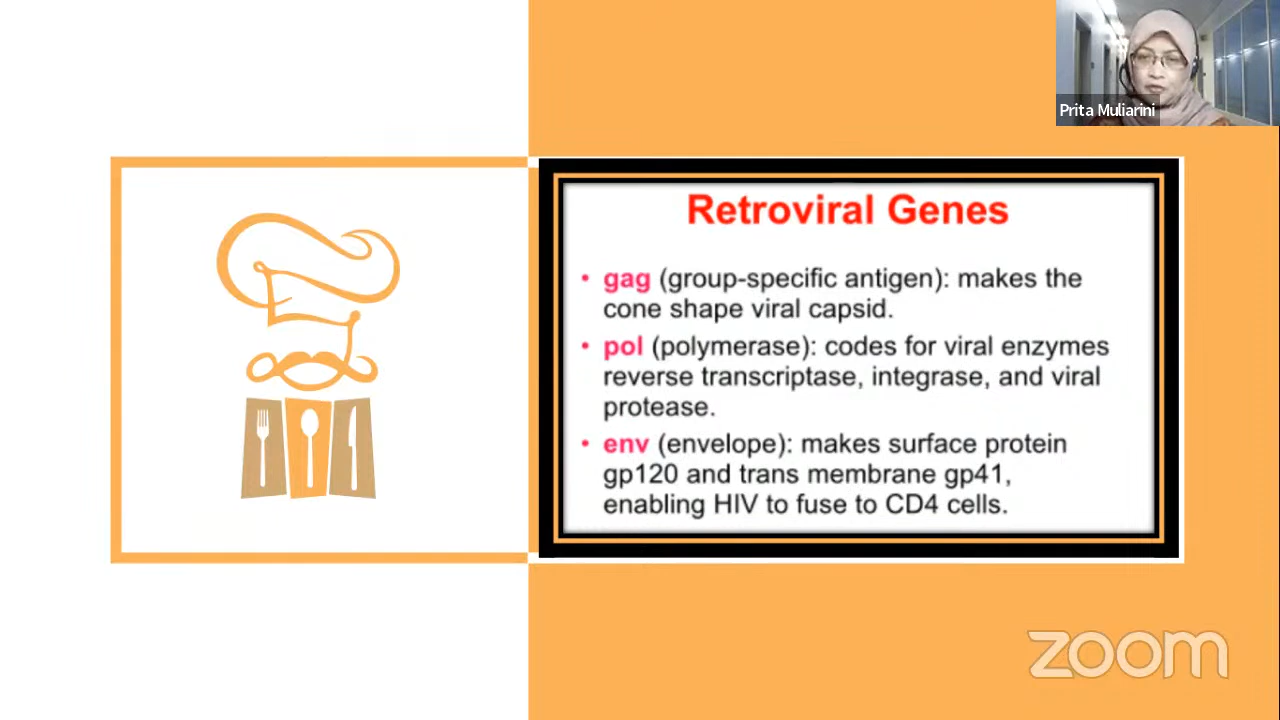 Prita Muliarini
Retroviral Genes
• gag (group-specific antigen): makes the
cone shape viral capsid.
• pol (polymerase): codes for viral enzymes
reverse transcriptase, integrase, and viral
protease.
• env (envelope): makes surface protein
gp120 and trans membrane gp41,
enabling HIV to fuse to CD4 cells.
zoom